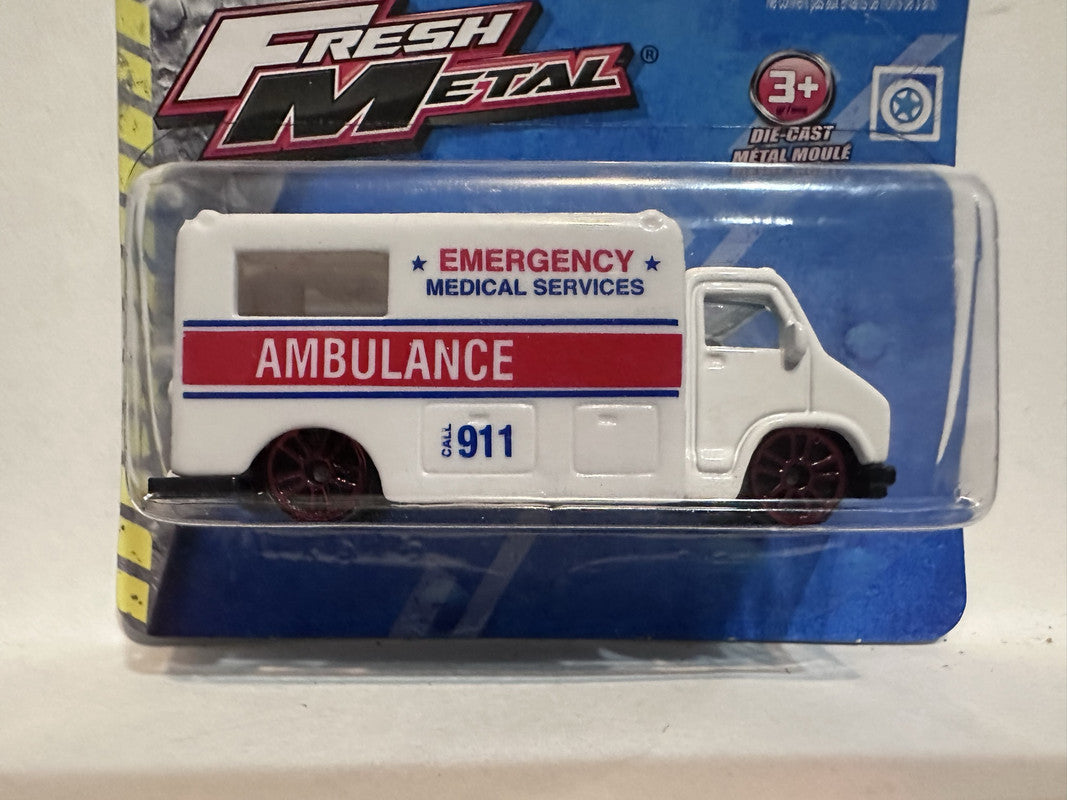 FRESH
METAL®
3+
DIE-CAST
MÉTAL MOULÉ
★ EMERGENCY ★
MEDICAL SERVICES
AMBULANCE
CALL 911